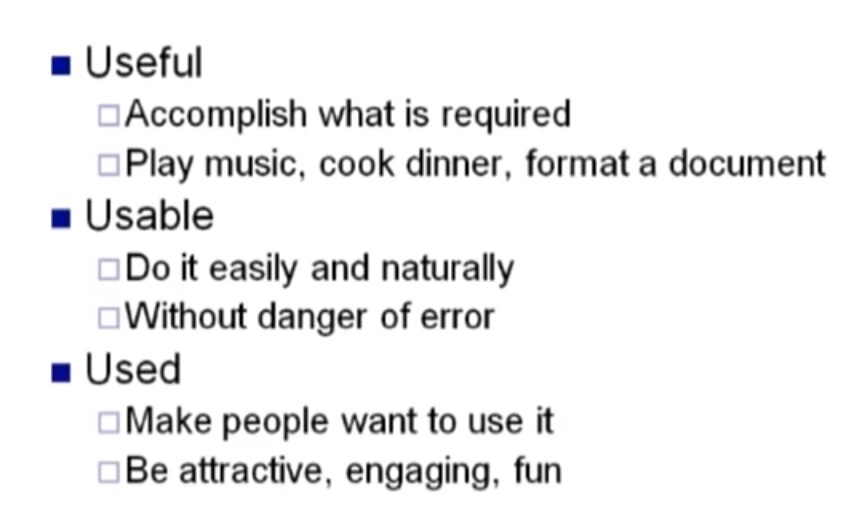 Useful
Accomplish what is required
Play music, cook dinner, format a document
Usable
Do it easily and naturally
Without danger of error
Used
Make people want to use it
Be attractive, engaging, fun